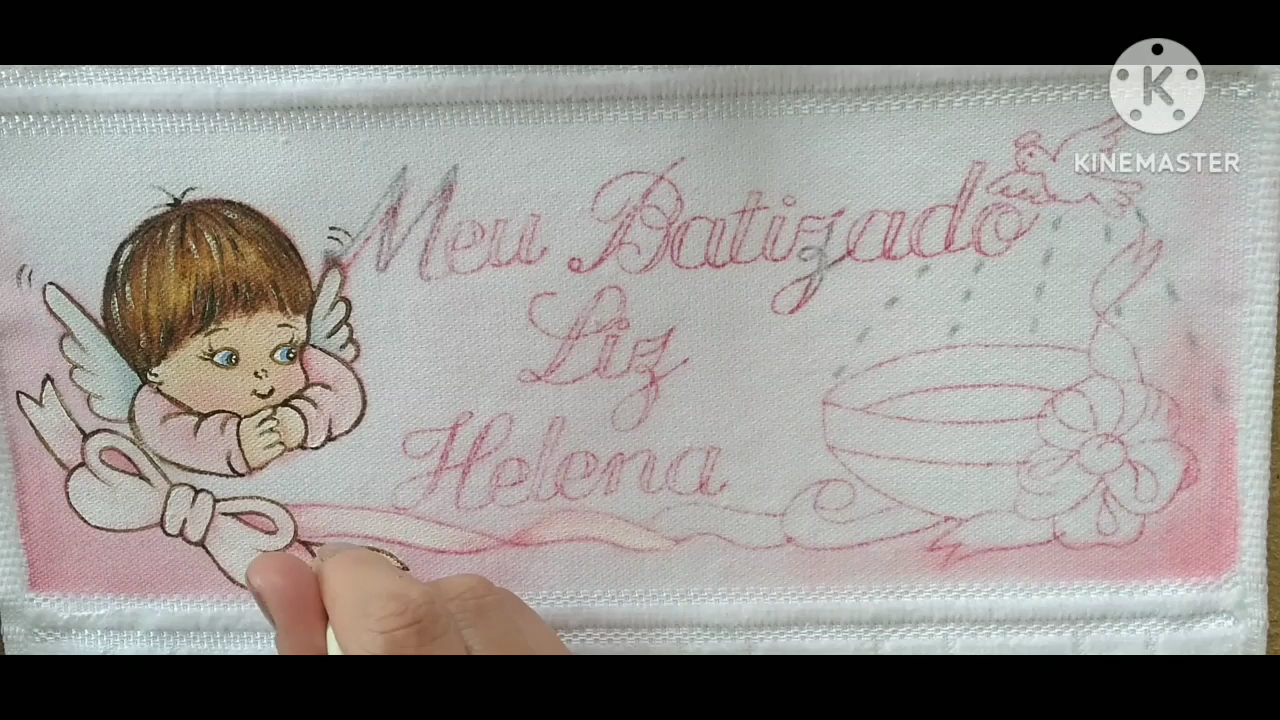 K
KINEMASTER
Meu Batizado
Liz
Helena